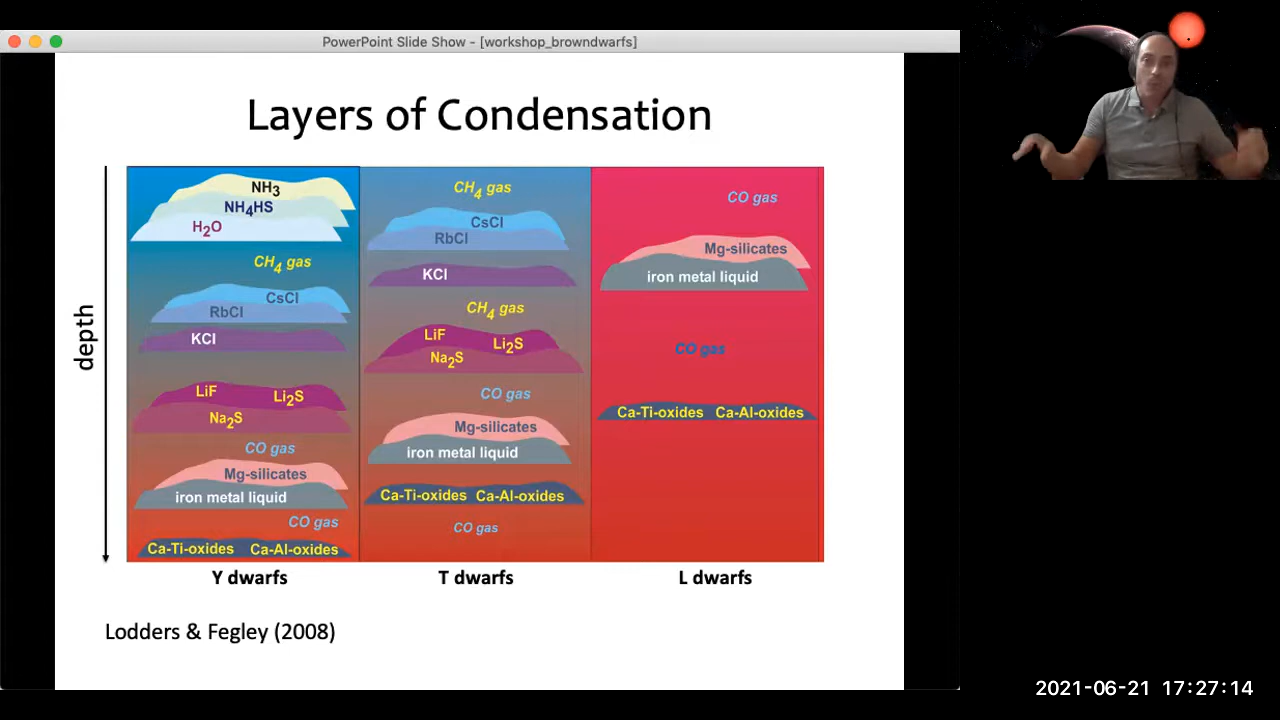 PowerPoint Slide Show - [workshop_browndwarfs]
Layers of Condensation
depth
NH3
NH4HS
H2O
CH4 gas
CsCl
RbCl
KCl
LiF
Li2S
Na2S
CO gas
Mg-silicates
iron metal liquid
CO gas
Ca-Ti-oxides Ca-Al-oxides
Y dwarfs
CH4 gas
CsCl
RbCl
KCl
CH4 gas
LiF
Li2S
Na2S
CO gas
Mg-silicates
iron metal liquid
Ca-Ti-oxides Ca-Al-oxides
CO gas
T dwarfs
CO gas
Mg-silicates
iron metal liquid
CO gas
Ca-Ti-oxides Ca-Al-oxides
L dwarfs
Lodders & Fegley (2008)
2021-06-21 17:27:14